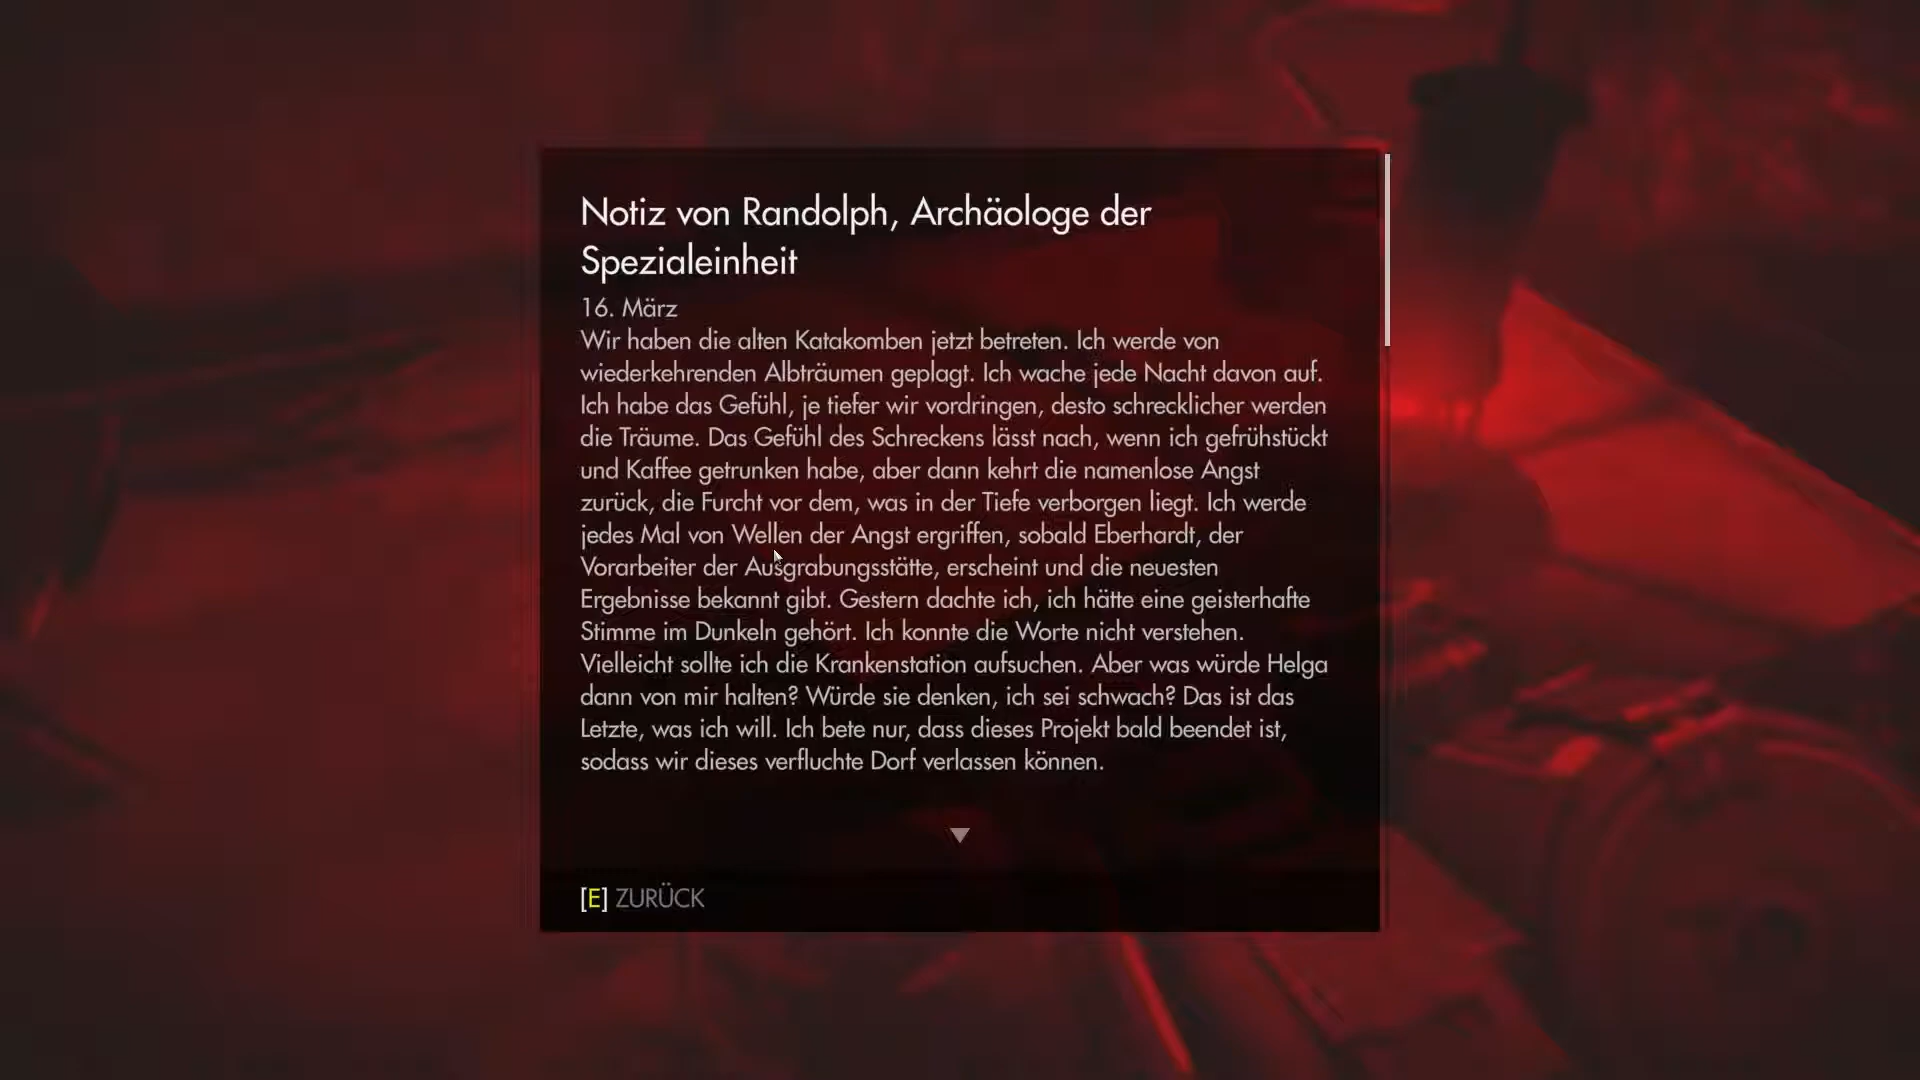 Notiz von Randolph, Archäologe der
Spezialeinheit
16. März
Wir haben die alten Katakomben jetzt betreten. Ich werde von
wiederkehrenden Albträumen geplagt. Ich wache jede Nacht davon auf.
Ich habe das Gefühl, je tiefer wir vordringen, desto schrecklicher werden
die Träume. Das Gefühl des Schreckens lässt nach, wenn ich gefrühstückt
und Kaffee getrunken habe, aber dann kehrt die namenlose Angst
zurück, die Furcht vor dem, was in der Tiefe verborgen liegt. Ich werde
jedes Mal von Wellen der Angst ergriffen, sobald Eberhardt, der
Vorarbeiter der Ausgrabungsstätte, erscheint und die neuesten
Ergebnisse bekannt gibt. Gestern dachte ich, ich hätte eine geisterhafte
Stimme im Dunkeln gehört. Ich konnte die Worte nicht verstehen.
Vielleicht sollte ich die Krankenstation aufsuchen. Aber was würde Helga
dann von mir halten? Würde sie denken, ich sei schwach? Das ist das
Letzte, was ich will. Ich bete nur, dass dieses Projekt bald beendet ist,
sodass wir dieses verfluchte Dorf verlassen können.
[E] ZURÜCK